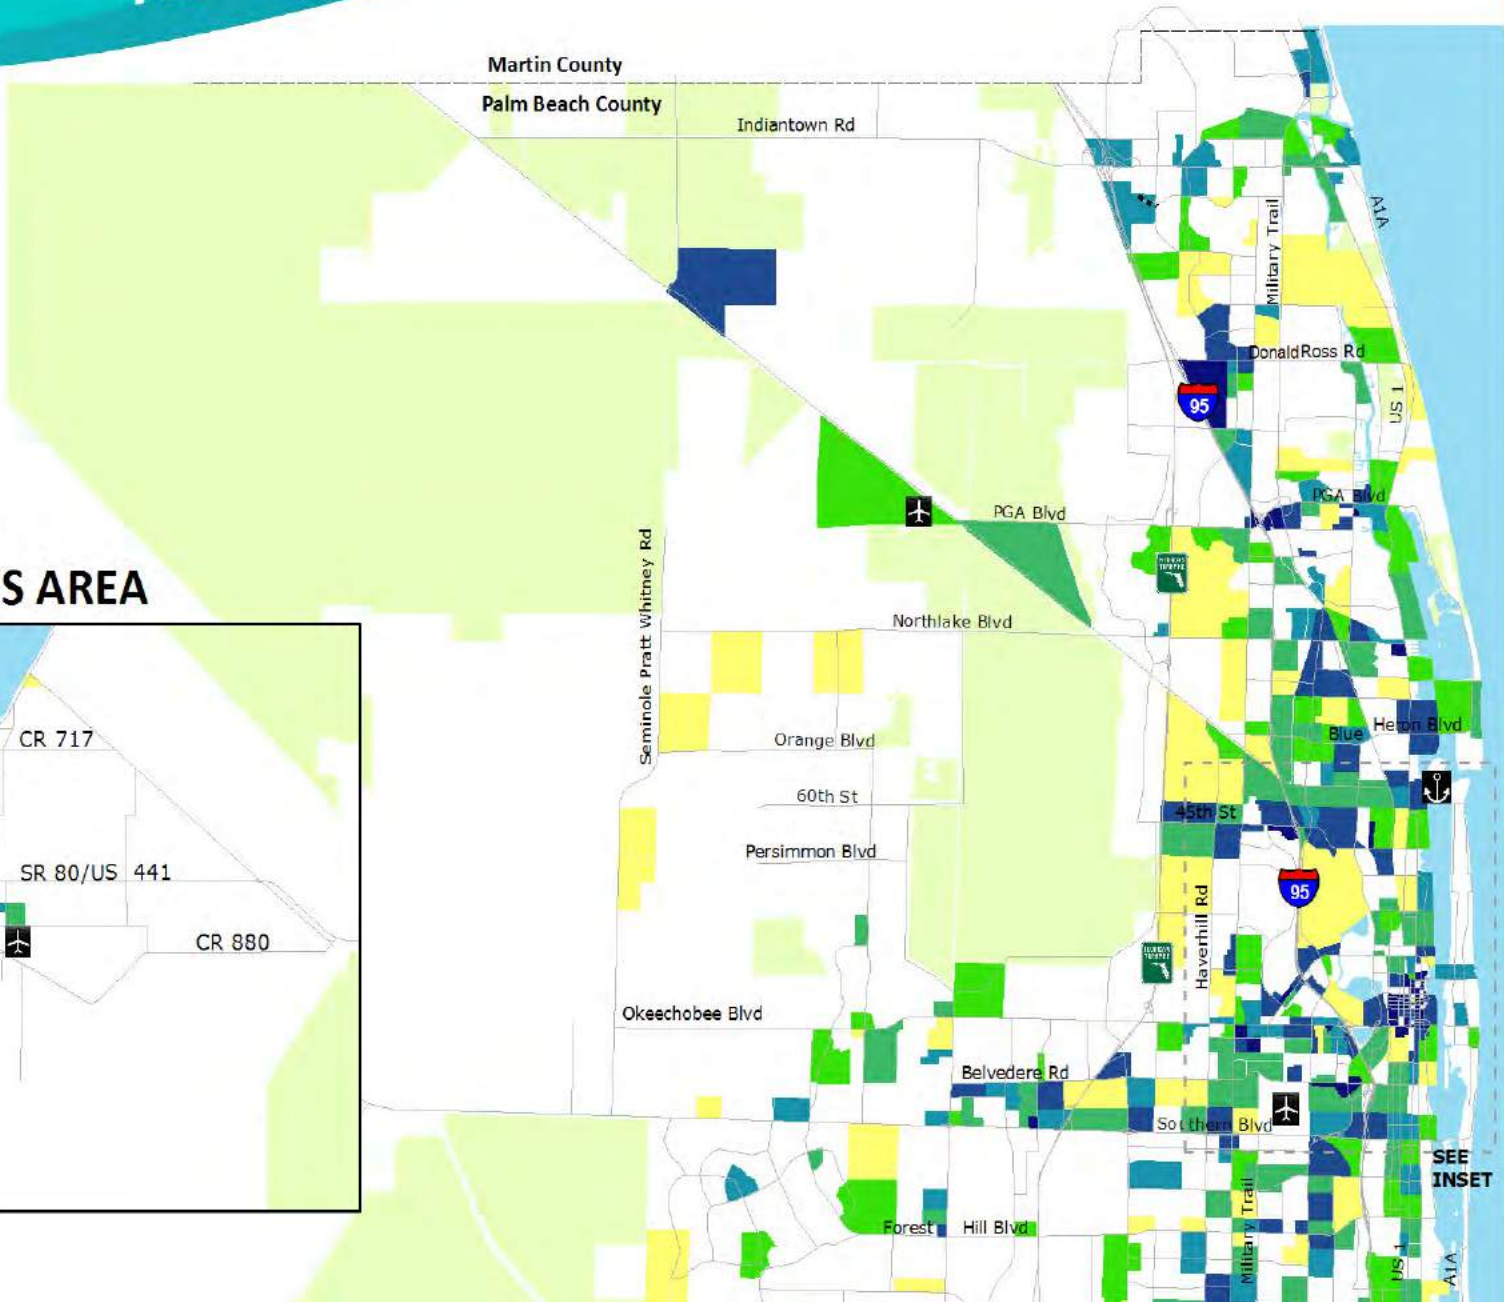 Martin County
Palm Beach County
Indiantown Rd
A1A
Military Trail
DonaldRoss Rd
95
US 1
PGA Blvd
PGA Blvd
S AREA
Seminole Pratt Whitney Rd
Northlake Blvd
CR 717
Orange Blvd
Blue Heron Blvd
60th St
45th St
Persimmon Blvd
SR 80/US 441
95
Haverhill Rd
CR 880
Okeechobee Blvd
Belvedere Rd
Southern Blvd
SEE
INSET
Military Trail
Forest Hill Blvd
US 1
A1A